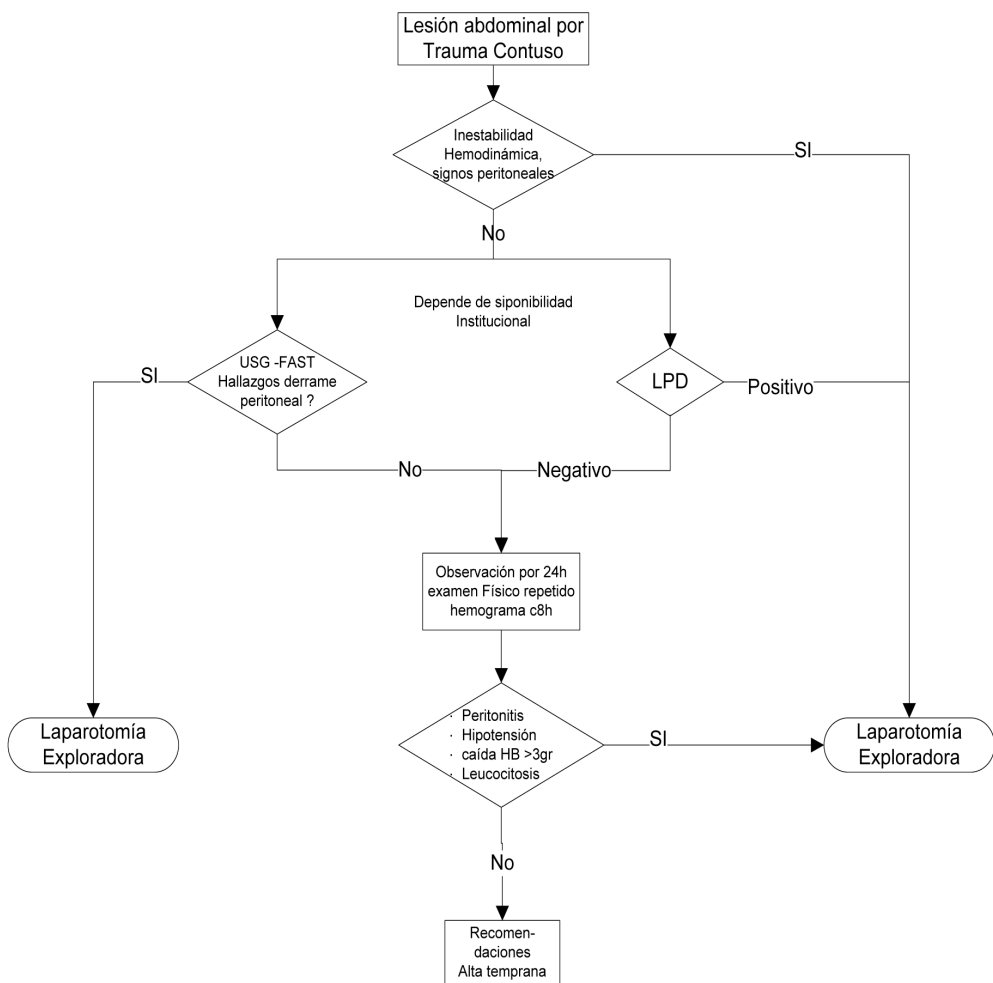 Lesión abdominal por
Trauma Contuso
Inestabilidad
Hemodinámica,
signos peritoneales
SI
No
Depende de siponibilidad
Institucional
USG -FAST
Hallazgos derrame
peritoneal ?
SI
LPD
Positivo
No
Negativo
Observación por 24h
examen Físico repetido
hemograma c8h
· Peritonitis
· Hipotensión
· caída HB >3gr
· Leucocitosis
SI
Laparotomía
Exploradora
Laparotomía
Exploradora
No
Recomen-
daciones
Alta temprana